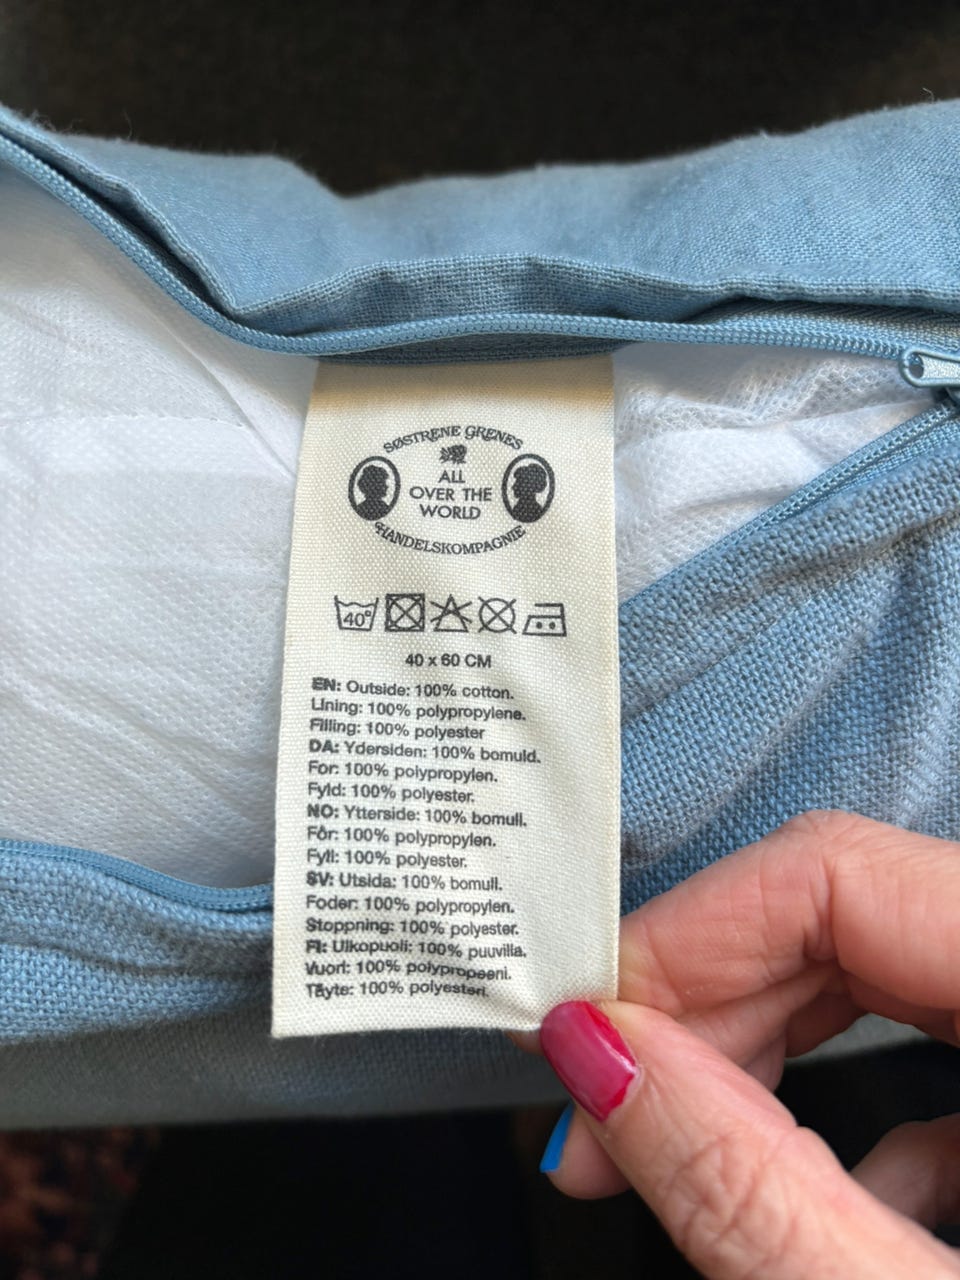 SØSTRENE GRENES
ALL
OVER THE
WORLD
HANDELSKOMPAGNIE
40°
40 x 60 CM
EN: Outside: 100% cotton.
Lining: 100% polypropylene.
Filling: 100% polyester
DA: Ydersiden: 100% bomuld.
For: 100% polypropylen.
Fyld: 100% polyester.
NO: Ytterside: 100% bomull.
Fôr: 100% polypropylen.
Fyll: 100% polyester.
SV: Utsida: 100% bomull.
Foder: 100% polypropylen.
Stoppning: 100% polyester.
FI: Ulkopuoli: 100% puuvilla.
Vuori: 100% polypropeeni.
Täyte: 100% polyesteri.